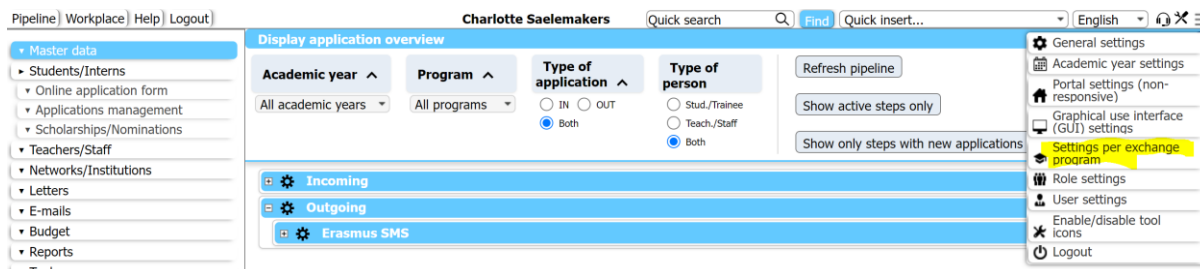 Pipeline Workplace Help Logout Charlotte Saelemakers Quick search Find Quick insert... English
Master data
Students/Interns
Online application form
Applications management
Scholarships/Nominations
Teachers/Staff
Networks/Institutions
Letters
E-mails
Budget
Reports
Display application overview
Academic year
All academic years
Program
All programs
Type of
application
IN OUT
Both
Type of
person
Stud./Trainee
Teach./Staff
Both
Refresh pipeline
Show active steps only
Show only steps with new applications
Incoming
Outgoing
Erasmus SMS
General settings
Academic year settings
Portal settings (non-
responsive)
Graphical use interface
(GUI) settings
Settings per exchange
program
Role settings
User settings
Enable/disable tool
icons
Logout